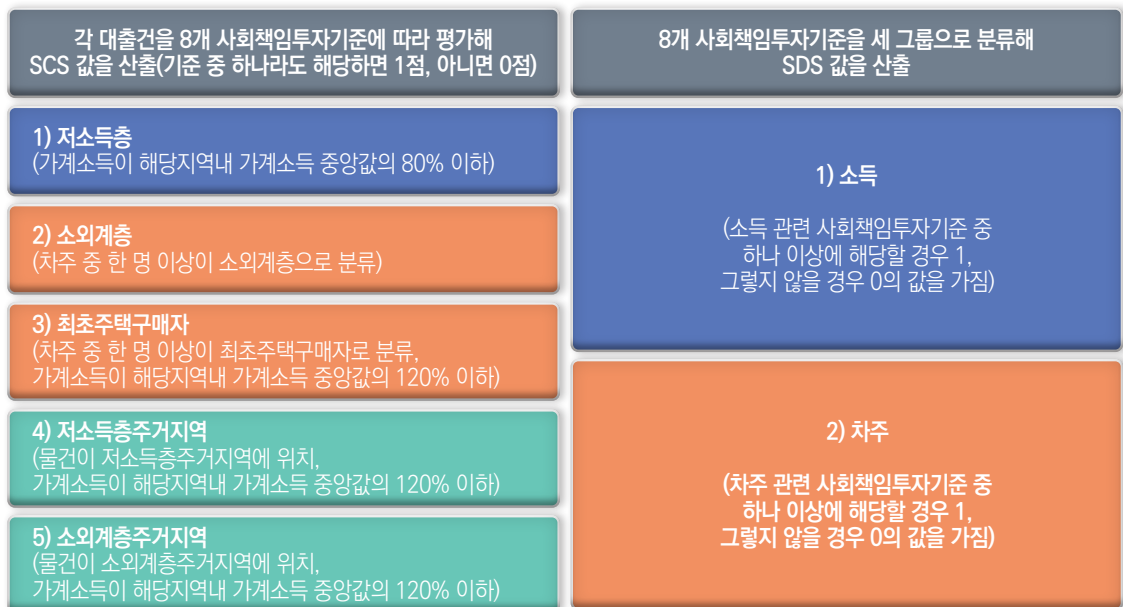 각 대출건을 8개 사회책임투자기준에 따라 평가해
SCS 값을 산출(기준 중 하나라도 해당하면 1점, 아니면 0점)
1) 저소득층
(가계소득이 해당지역내 가계소득 중앙값의 80% 이하)
2) 소외계층
(차주 중 한 명 이상이 소외계층으로 분류)
3) 최초주택구매자
(차주 중 한 명 이상이 최초주택구매자로 분류,
가계소득이 해당지역내 가계소득 중앙값의 120% 이하)
4) 저소득층주거지역
(물건이 저소득층주거지역에 위치,
가계소득이 해당지역내 가계소득 중앙값의 120% 이하)
5) 소외계층주거지역
(물건이 소외계층주거지역에 위치,
가계소득이 해당지역내 가계소득 중앙값의 120% 이하)
8개 사회책임투자기준을 세 그룹으로 분류해
SDS 값을 산출
1) 소득
(소득 관련 사회책임투자기준 중
하나 이상에 해당할 경우 1,
그렇지 않을 경우 0의 값을 가짐)
2) 차주
(차주 관련 사회책임투자기준 중
하나 이상에 해당할 경우 1,
그렇지 않을 경우 0의 값을 가짐)